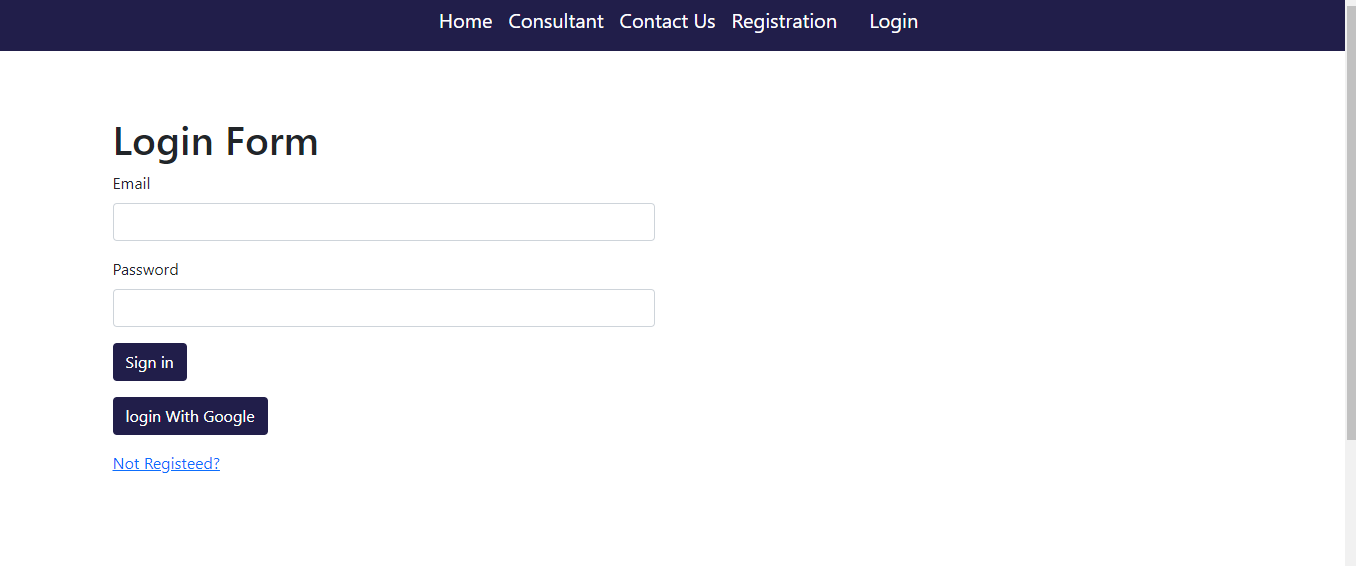 Home Consultant Contact Us Registration Login
Login Form
Email
Password
Sign in
login With Google
Not Registeed?